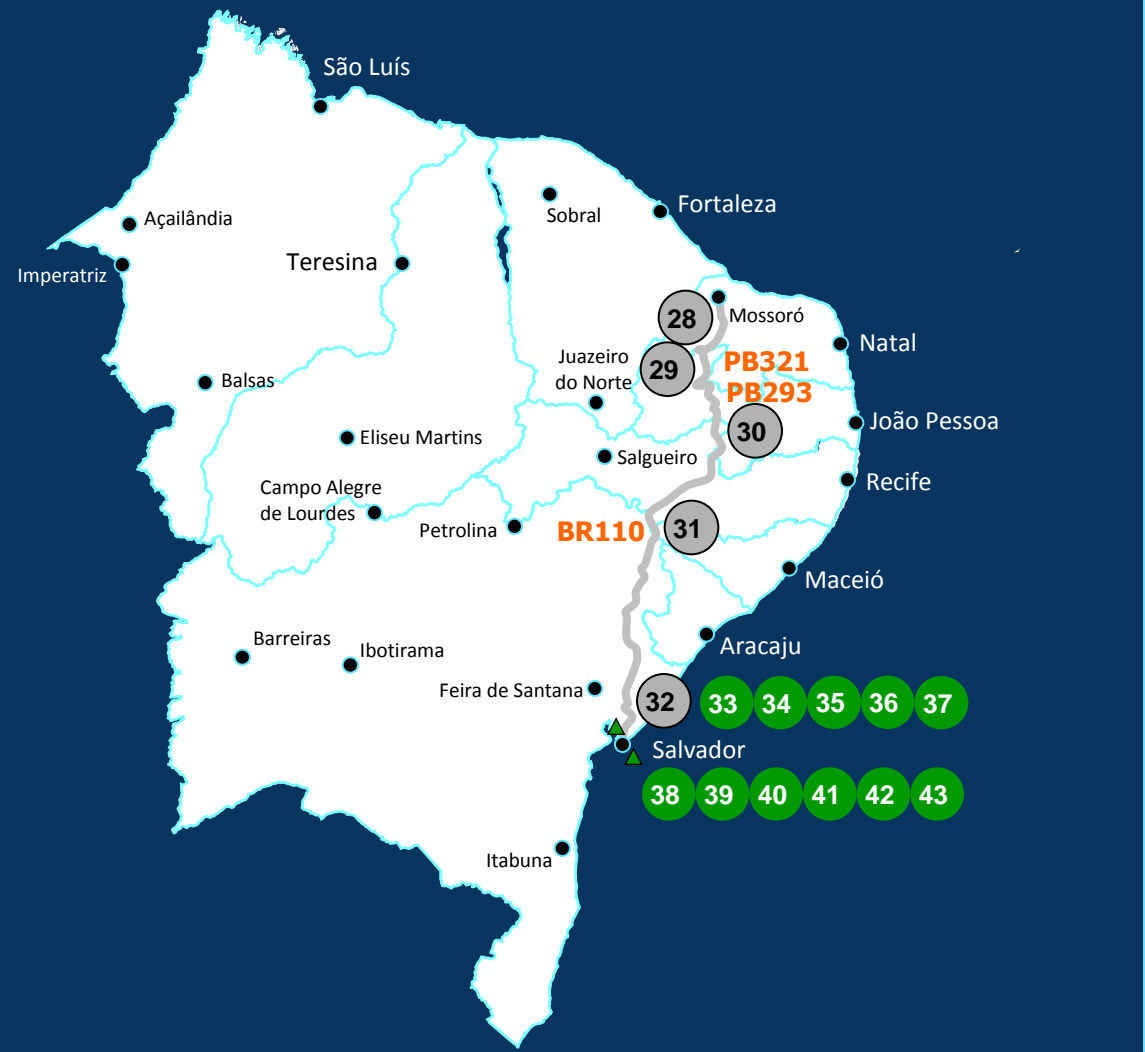 São Luís
Fortaleza
Sobral
Açailândia
Teresina
Imperatriz
28
Mossoró
Natal
Juazeiro
do Norte
29
PB321
PB293
Balsas
30
João Pessoa
Eliseu Martins
Salgueiro
Recife
Campo Alegre
de Lourdes
Petrolina
BR110
31
Maceió
Barreiras
Ibotirama
Aracaju
Feira de Santana
32 33 34 35 36 37
Salvador
38 39 40 41 42 43
Itabuna